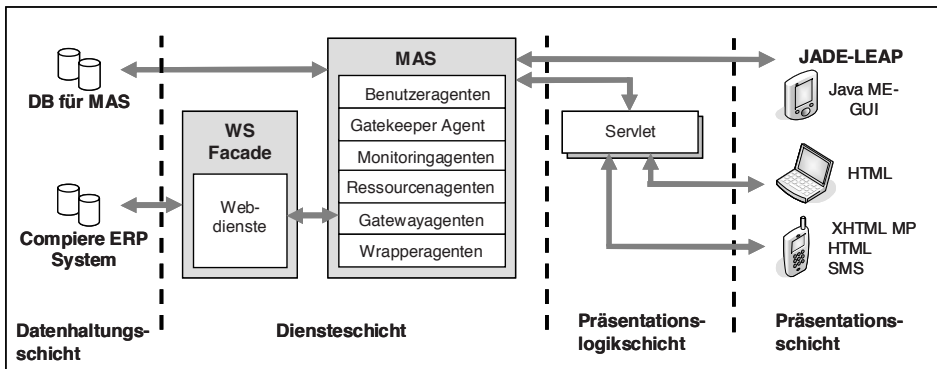 DB für MAS
Compiere ERP
System
Datenhaltungs-
schicht
WS
Facade
Web-
dienste
MAS
Benutzeragenten
Gatekeeper Agent
Monitoringagenten
Ressourcenagenten
Gatewayagenten
Wrapperagenten
Diensteschicht
Servlet
Präsentations-
logikschicht
JADE-LEAP
Java ME-
GUI
HTML
XHTML MP
HTML
SMS
Präsentations-
schicht